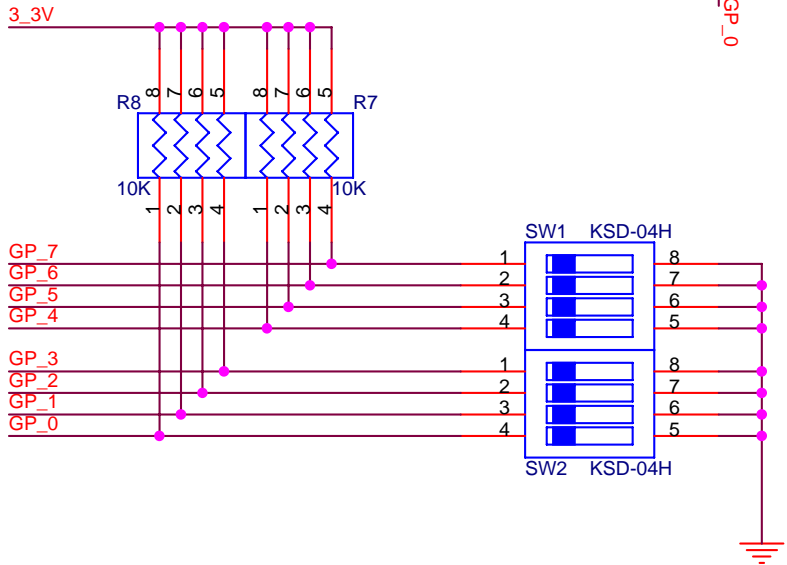 3_3V
GP_0
8 7 6 5 8 7 6 5
R8 R7
10K 10K
1 2 3 4 1 2 3 4
SW1 KSD-04H
GP_7 1 8
GP_6 2 7
GP_5 3 6
GP_4 4 5
GP_3 1 8
GP_2 2 7
GP_1 3 6
GP_0 4 5
SW2 KSD-04H